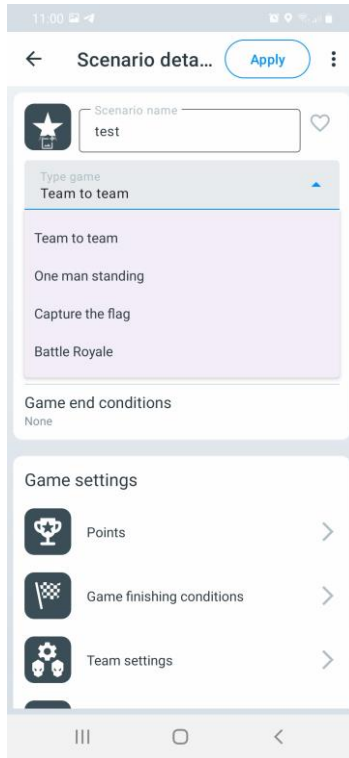 11:00
Scenario deta...
Apply
Scenario name
test
Type game
Team to team
Team to team
One man standing
Capture the flag
Battle Royale
Game end conditions
None
Game settings
Points
Game finishing conditions
Team settings